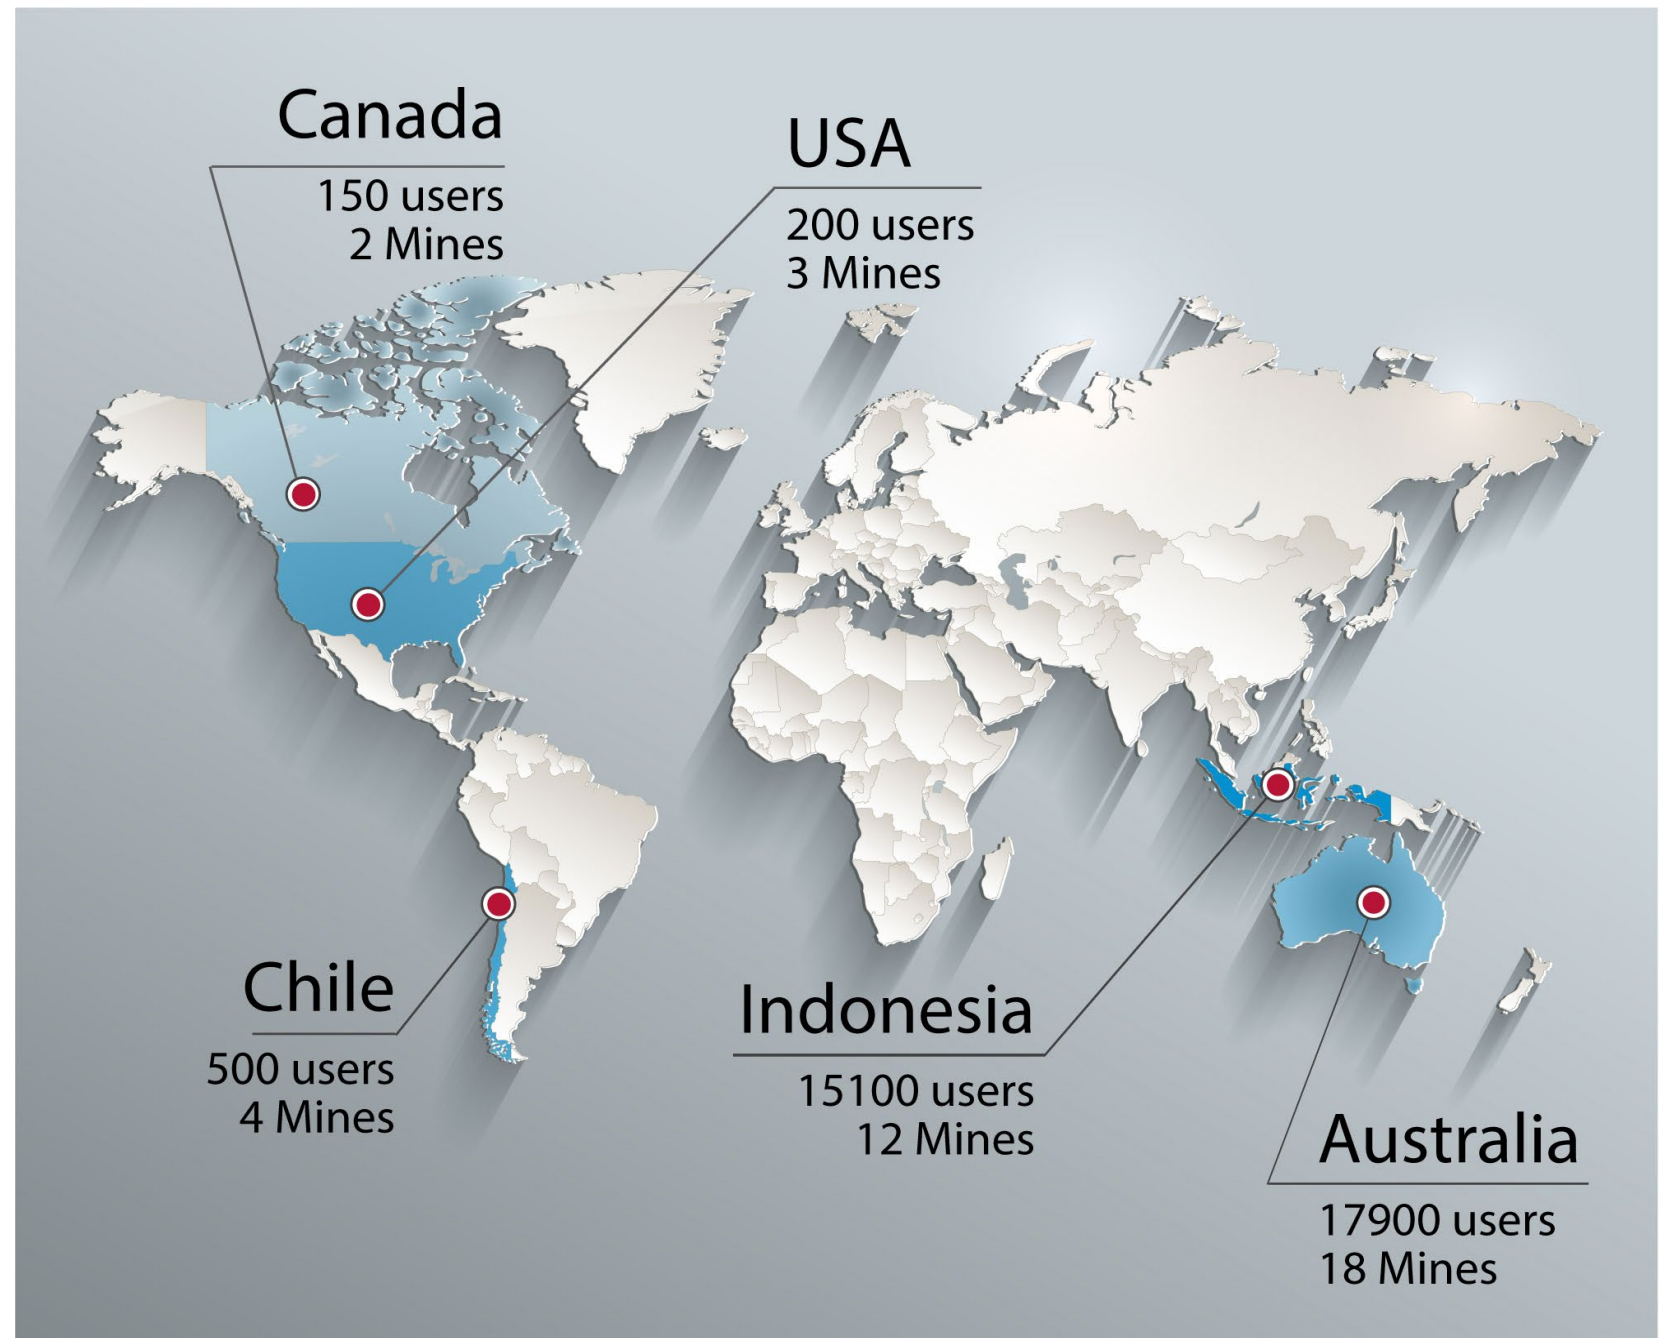 Canada
150 users
2 Mines
USA
200 users
3 Mines
Chile
500 users
4 Mines
Indonesia
15100 users
12 Mines
Australia
17900 users
18 Mines